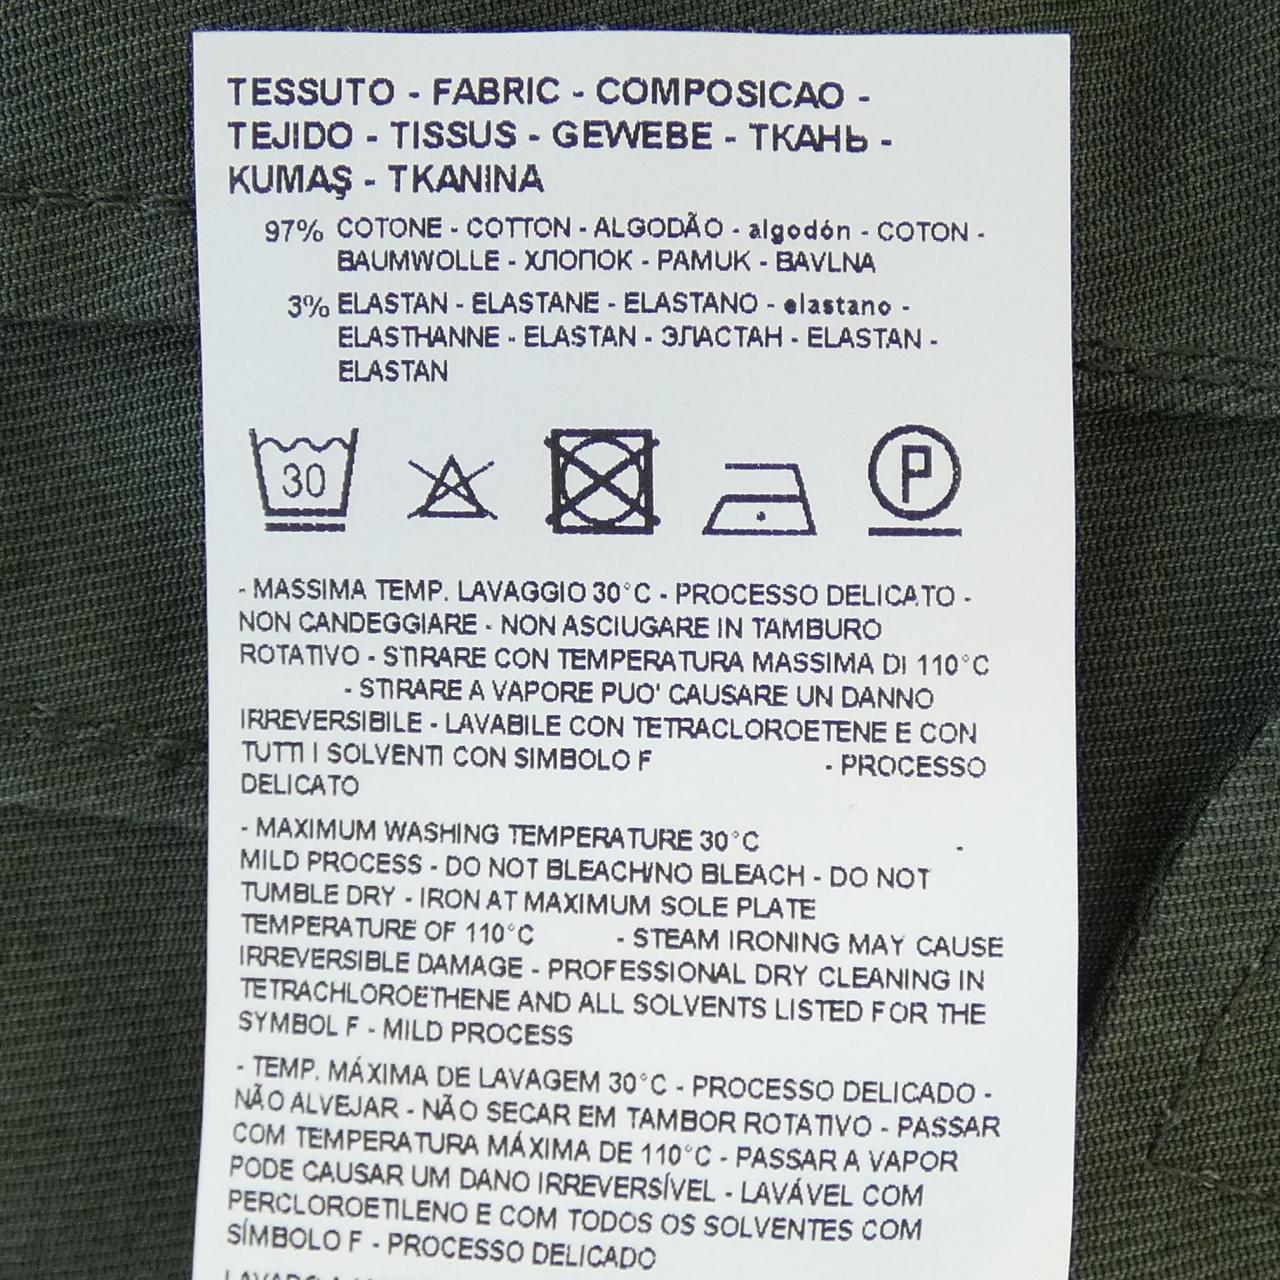 TESSUTO - FABRIC - COMPOSICAO -
TEJIDO - TISSUS - GEWEBE - ТКАНЬ -
KUMAŞ - TKANINA
97% COTONE - COTTON - ALGODÃO - algodón - COTON -
BAUMWOLLE - ХЛОПОК - PAMUK - BAVLNA
3% ELASTAN - ELASTANE - ELASTANO - elastano -
ELASTHANNE - ELASTAN - ЭЛАСТАН - ELASTAN -
ELASTAN
30 P
- MASSIMA TEMP. LAVAGGIO 30°C - PROCESSO DELICATO -
NON CANDEGGIARE - NON ASCIUGARE IN TAMBURO
ROTATIVO - STIRARE CON TEMPERATURA MASSIMA DI 110°C
- STIRARE A VAPORE PUO' CAUSARE UN DANNO
IRREVERSIBILE - LAVABILE CON TETRACLOROETENE E CON
TUTTI I SOLVENTI CON SIMBOLO F - PROCESSO
DELICATO
- MAXIMUM WASHING TEMPERATURE 30°C -
MILD PROCESS - DO NOT BLEACH/NO BLEACH - DO NOT
TUMBLE DRY - IRON AT MAXIMUM SOLE PLATE
TEMPERATURE OF 110°C - STEAM IRONING MAY CAUSE
IRREVERSIBLE DAMAGE - PROFESSIONAL DRY CLEANING IN
TETRACHLOROETHENE AND ALL SOLVENTS LISTED FOR THE
SYMBOL F - MILD PROCESS
- TEMP. MÁXIMA DE LAVAGEM 30°C - PROCESSO DELICADO -
NÃO ALVEJAR - NÃO SECAR EM TAMBOR ROTATIVO - PASSAR
COM TEMPERATURA MÁXIMA DE 110°C - PASSAR A VAPOR
PODE CAUSAR UM DANO IRREVERSÍVEL - LAVÁVEL COM
PERCLOROETILENO E COM TODOS OS SOLVENTES COM
SÍMBOLO F - PROCESSO DELICADO